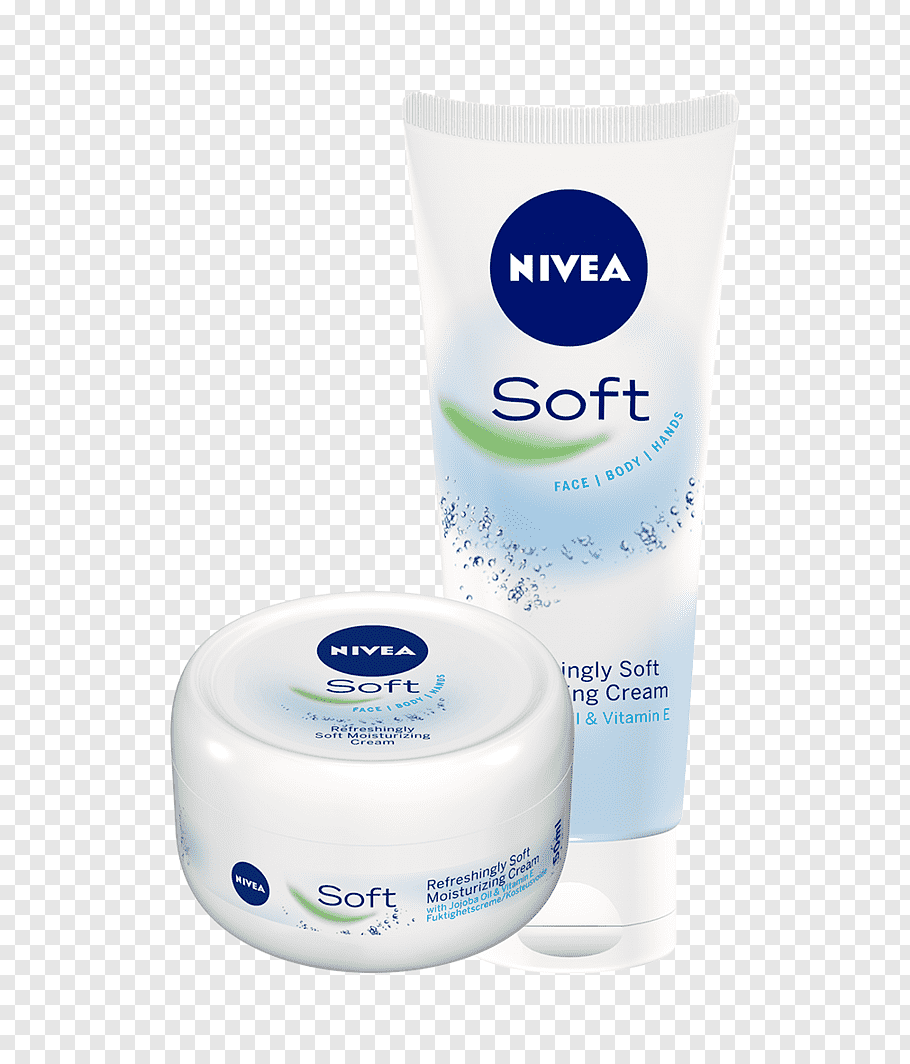 NIVEA
Soft
FACE | BODY | HANDS
ingly Soft
ing Cream
l & Vitamin E
NIVEA
Soft
FACE | BODY | HANDS
Refreshingly
Soft Moisturizing
Cream
NIVEA
Soft
Refreshingly Soft
Moisturizing Cream
with Jojoba Oil & Vitamin E
Fuktighetscreme/Kosteusvoide
50ml